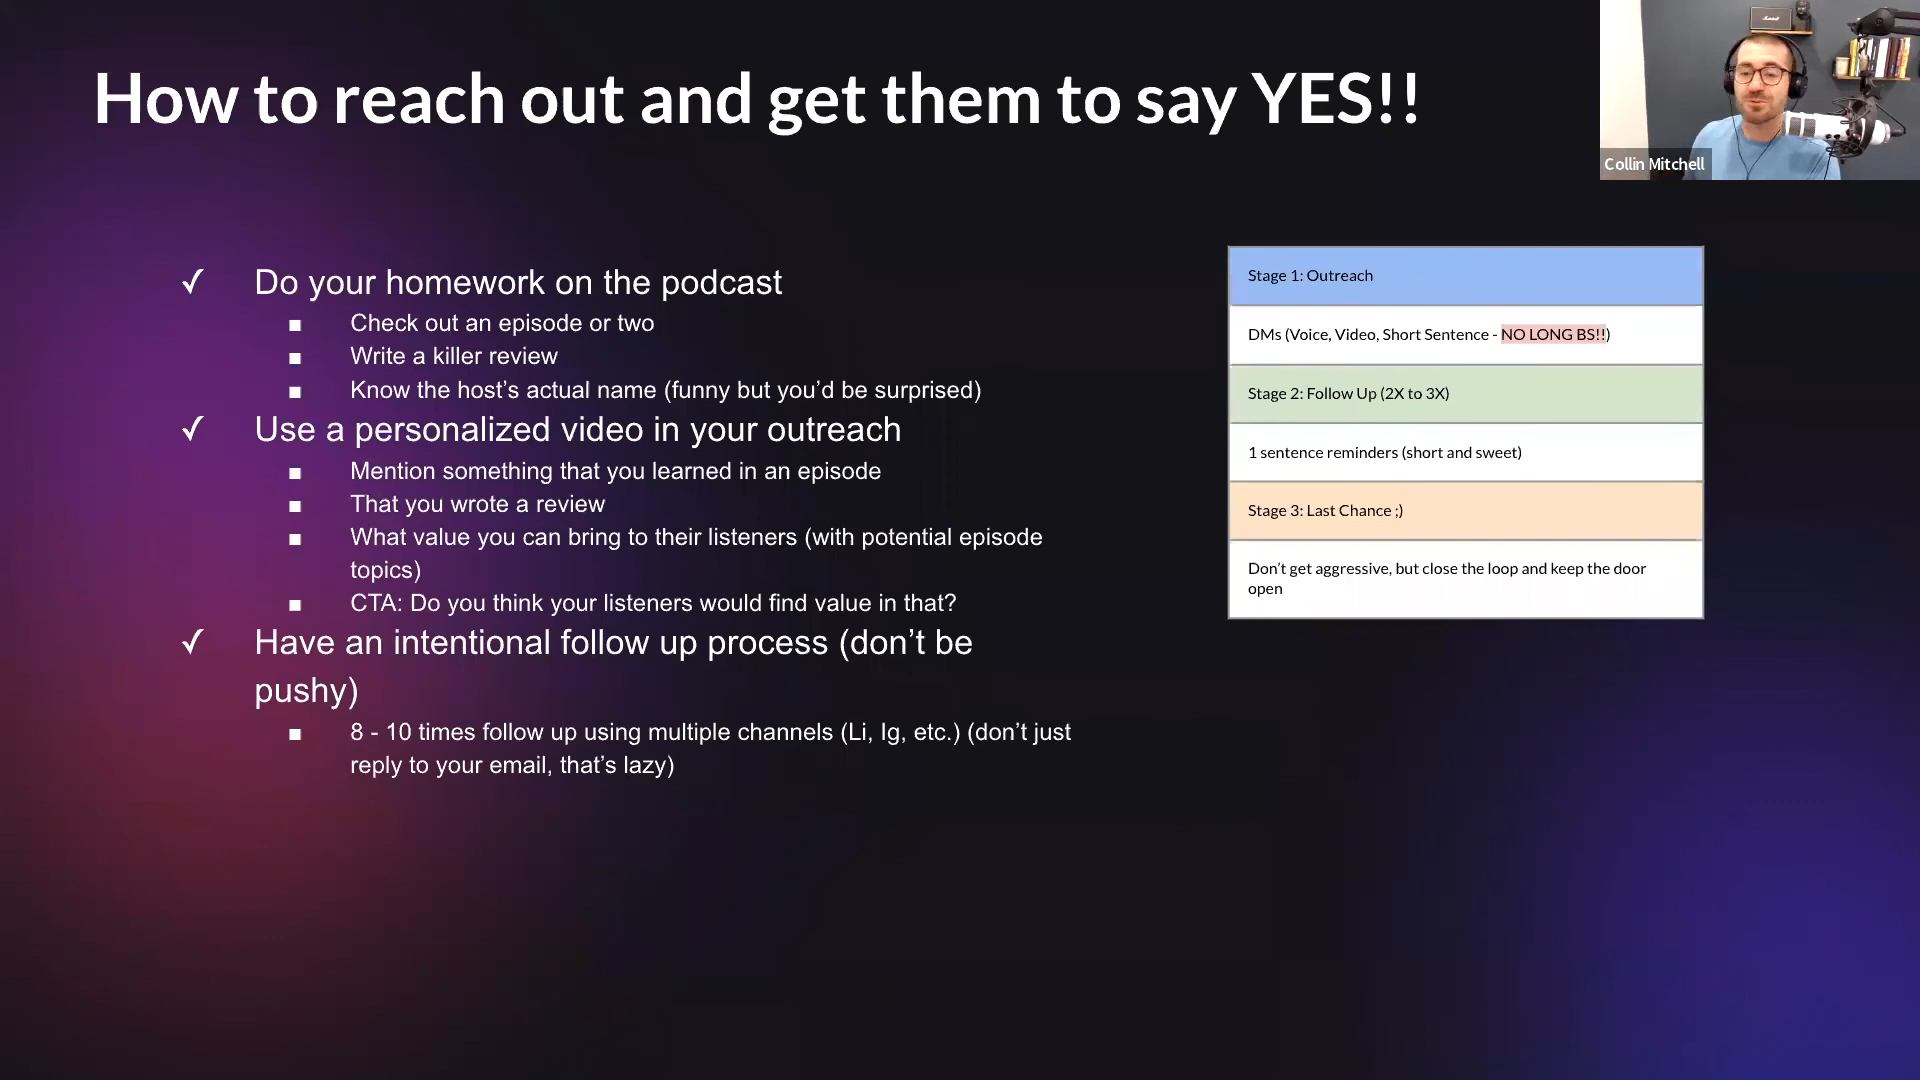 How to reach out and get them to say YES!!
Collin Mitchell
✓ Do your homework on the podcast
■ Check out an episode or two
■ Write a killer review
■ Know the host’s actual name (funny but you’d be surprised)
✓ Use a personalized video in your outreach
■ Mention something that you learned in an episode
■ That you wrote a review
■ What value you can bring to their listeners (with potential episode
topics)
■ CTA: Do you think your listeners would find value in that?
✓ Have an intentional follow up process (don’t be
pushy)
■ 8 - 10 times follow up using multiple channels (Li, Ig, etc.) (don’t just
reply to your email, that’s lazy)
Stage 1: Outreach
DMs (Voice, Video, Short Sentence - NO LONG BS!!)
Stage 2: Follow Up (2X to 3X)
1 sentence reminders (short and sweet)
Stage 3: Last Chance ;)
Don’t get aggressive, but close the loop and keep the door
open